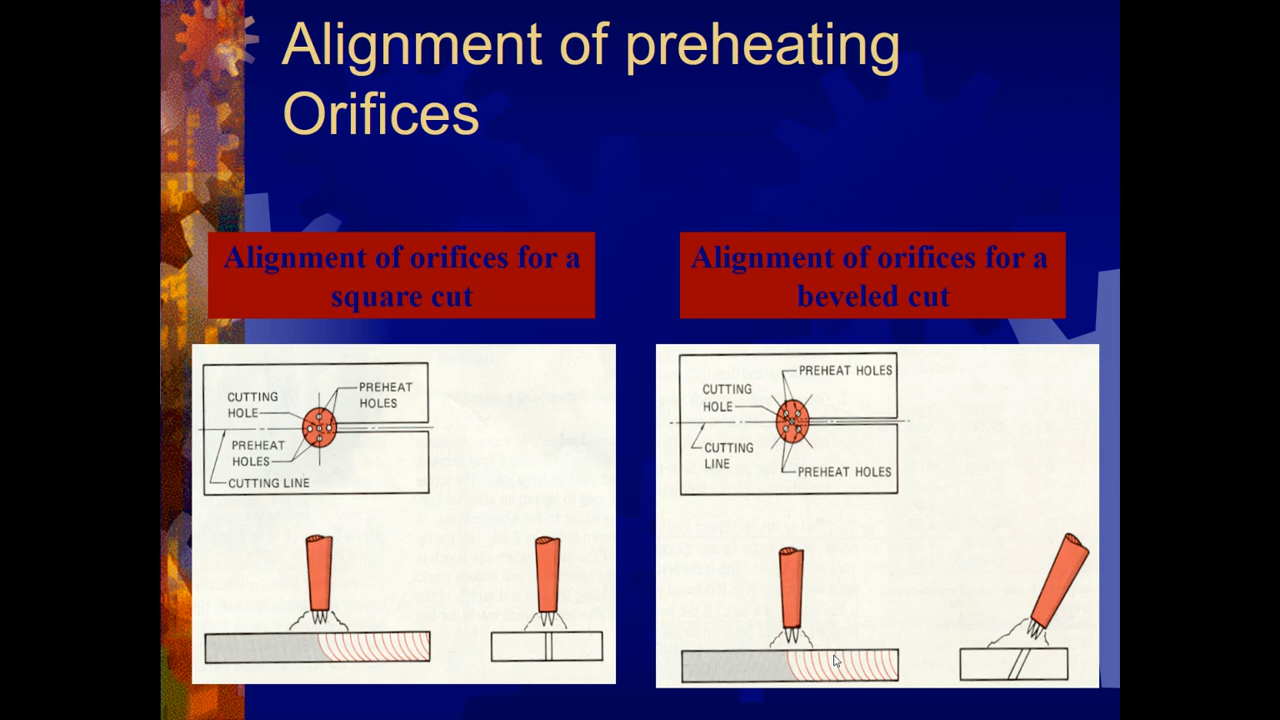 Alignment of preheating
Orifices
Alignment of orifices for a
square cut
Alignment of orifices for a
beveled cut
CUTTING
HOLE
PREHEAT
HOLES
PREHEAT
HOLES
CUTTING LINE
PREHEAT HOLES
CUTTING
HOLE
CUTTING
LINE
PREHEAT HOLES